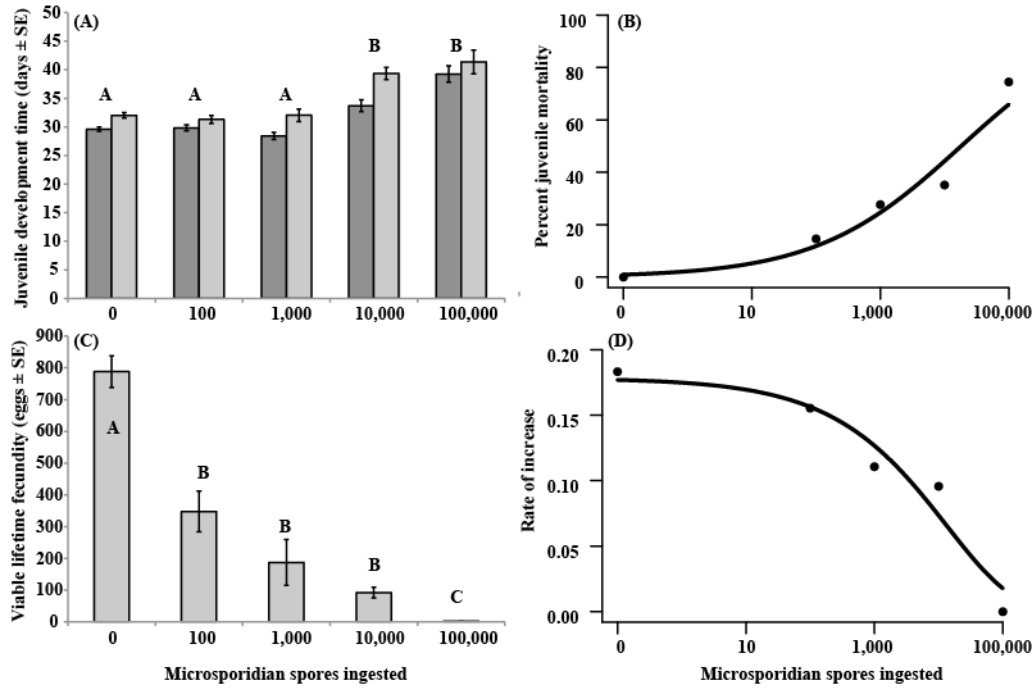 (A)
Juvenile development time (days ± SE)
50
45
40
35
30
25
20
15
10
5
0
A
A
A
B
B
0
100
1,000
10,000
100,000
(B)
Percent juvenile mortality
100
80
60
40
20
0
0
10
1,000
100,000
(C)
Viable lifetime fecundity (eggs ± SE)
900
800
700
600
500
400
300
200
100
0
A
B
B
B
C
0
100
1,000
10,000
100,000
Microsporidian spores ingested
(D)
Rate of increase
0.20
0.15
0.10
0.05
0.00
0
10
1,000
100,000
Microsporidian spores ingested